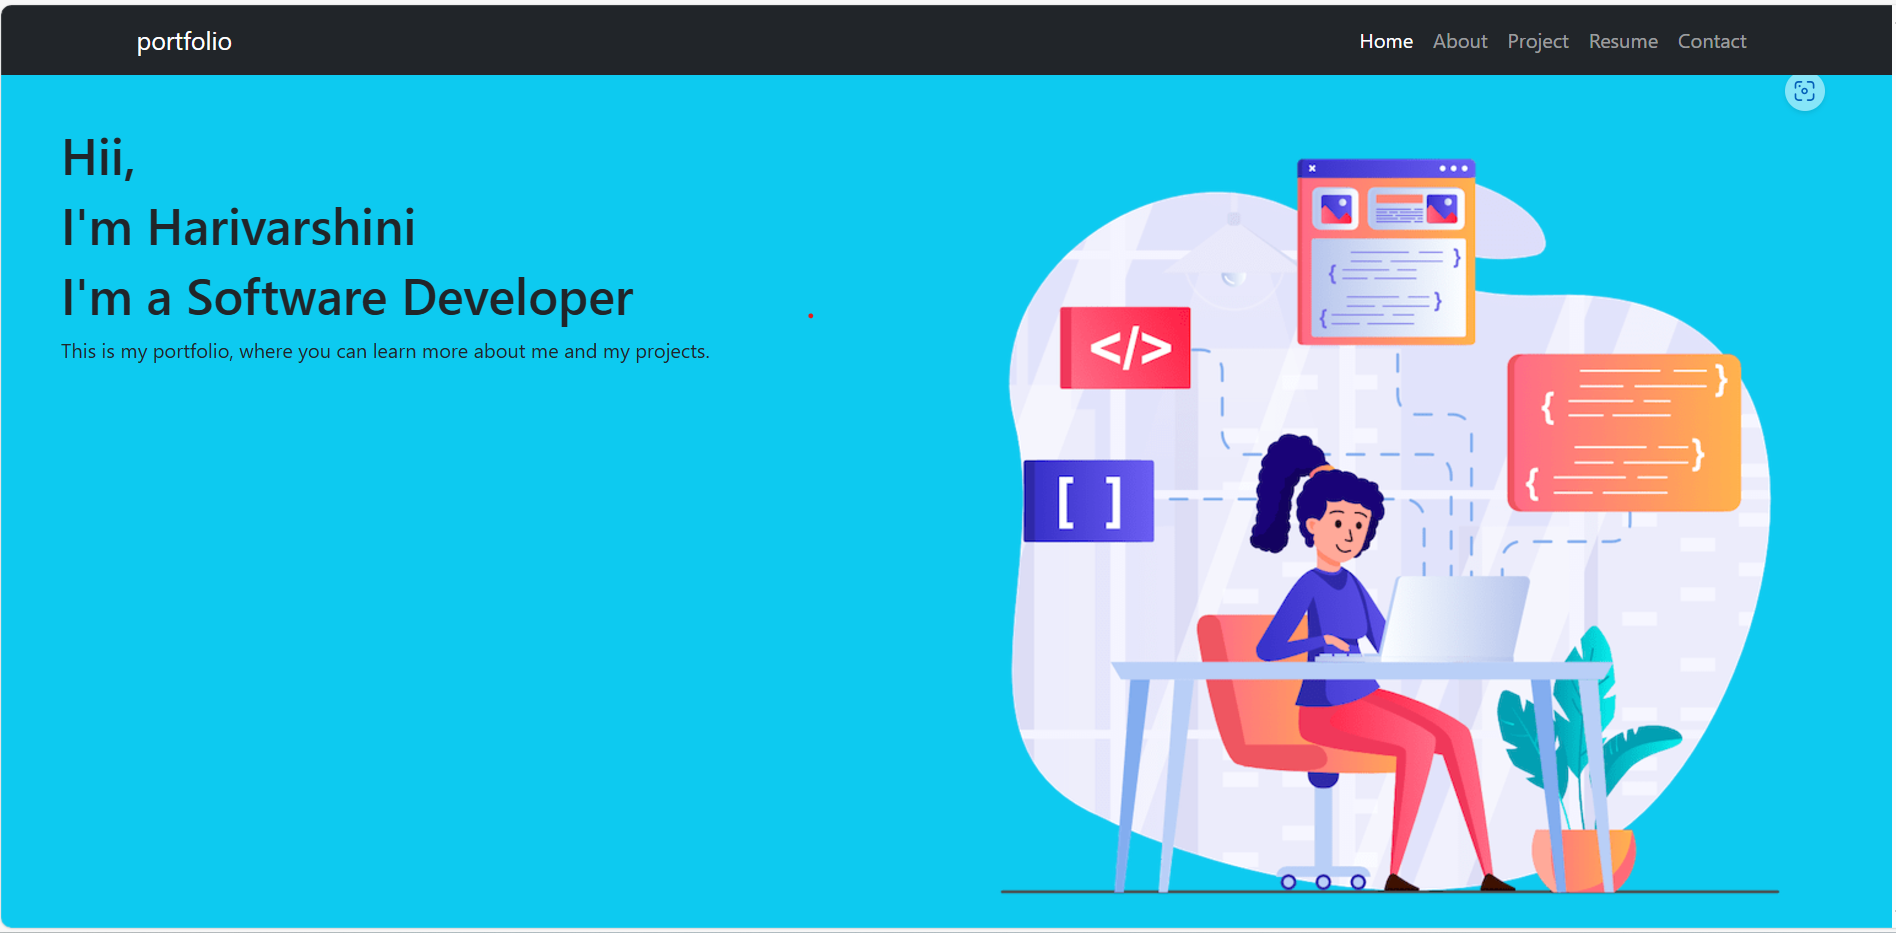 portfolio
Home About Project Resume Contact
Hii,
I'm Harivarshini
I'm a Software Developer
This is my portfolio, where you can learn more about me and my projects.
</>
[ ]